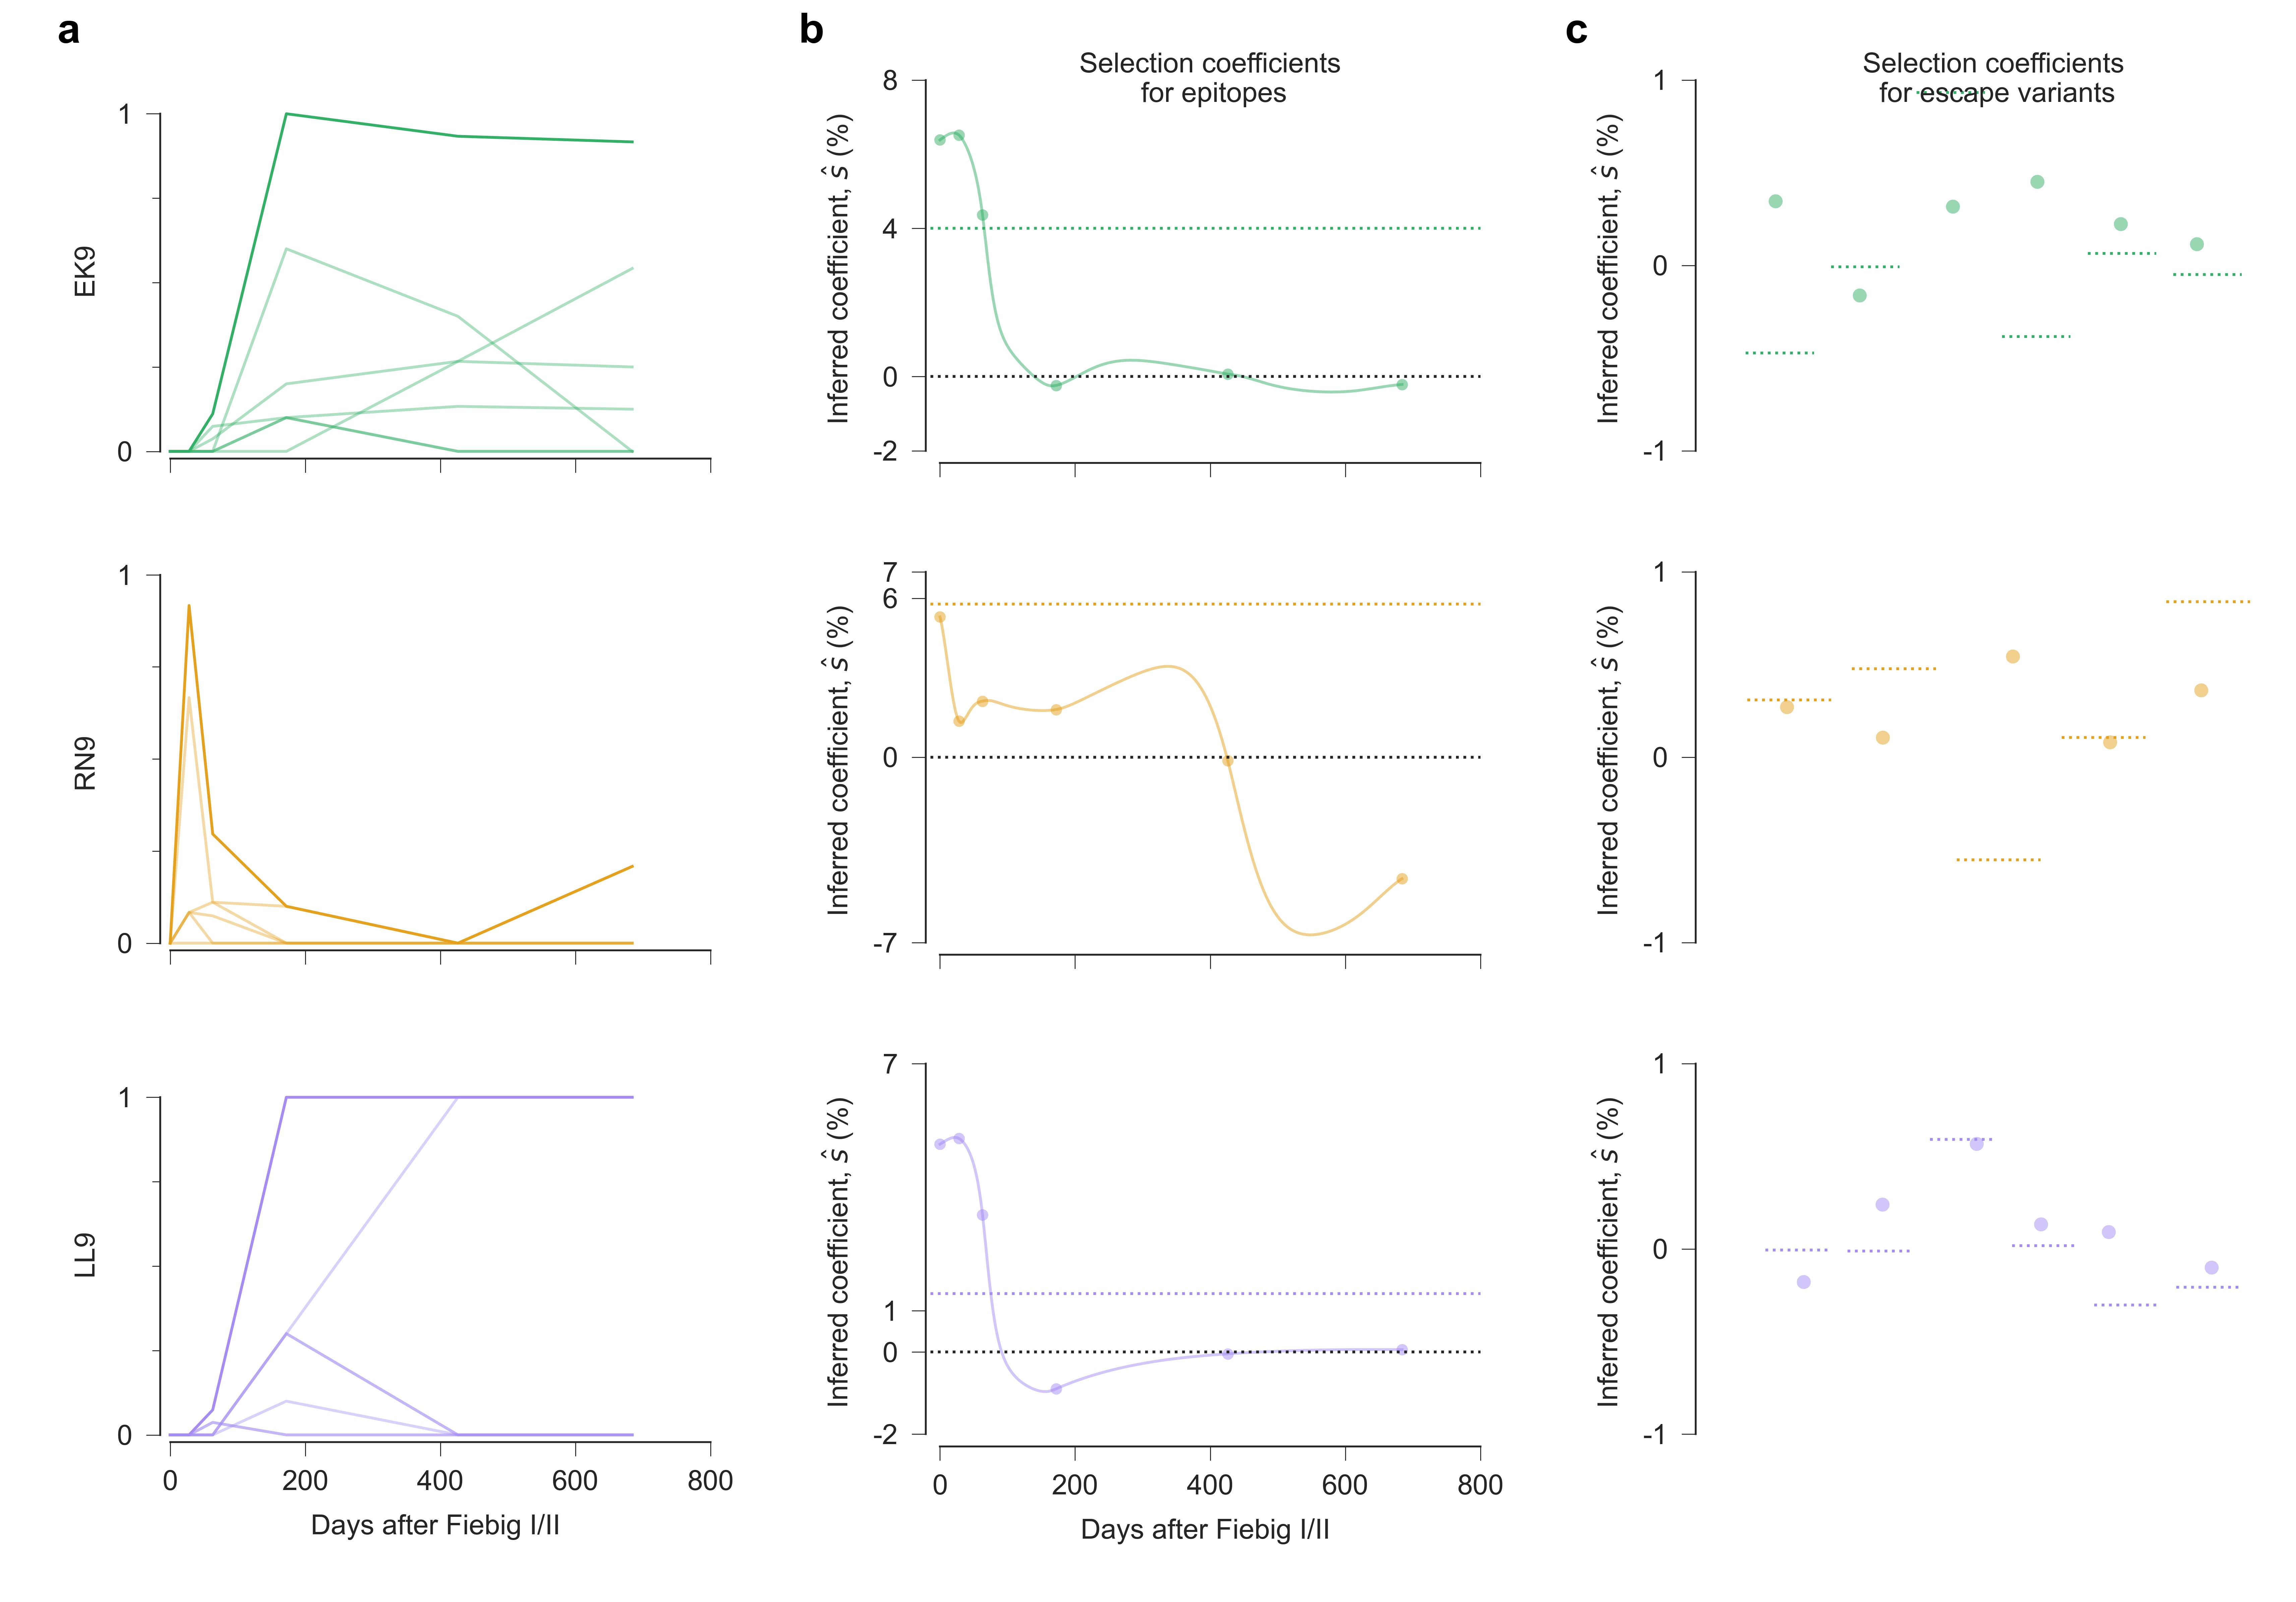 a
b
c
Selection coefficients
for epitopes
Selection coefficients
for escape variants
EK9
1
0
Inferred coefficient, ŝ (%)
8
4
0
-2
Inferred coefficient, ŝ (%)
1
0
-1
RN9
1
0
Inferred coefficient, ŝ (%)
7
6
0
-7
Inferred coefficient, ŝ (%)
1
0
-1
LL9
1
0
0 200 400 600 800
Days after Fiebig I/II
Inferred coefficient, ŝ (%)
7
1
0
-2
0 200 400 600 800
Days after Fiebig I/II
Inferred coefficient, ŝ (%)
1
0
-1